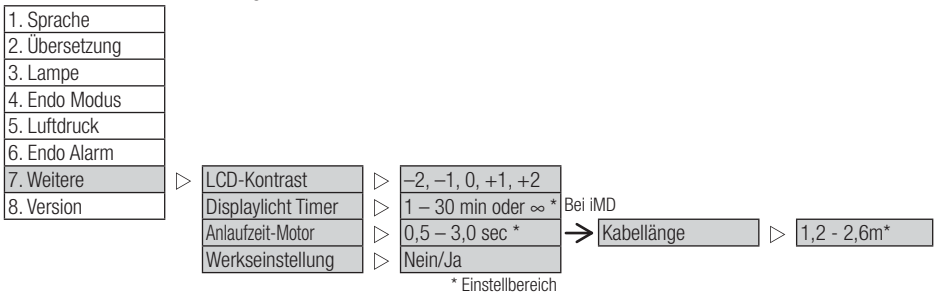 1. Sprache
2. Übersetzung
3. Lampe
4. Endo Modus
5. Luftdruck
6. Endo Alarm
7. Weitere
8. Version
LCD-Kontrast
–2, –1, 0, +1, +2
Displaylicht Timer
1 – 30 min oder ∞ *
Bei iMD
Anlaufzeit-Motor
0,5 – 3,0 sec *
Kabellänge
1,2 - 2,6m*
Werkseinstellung
Nein/Ja
* Einstellbereich